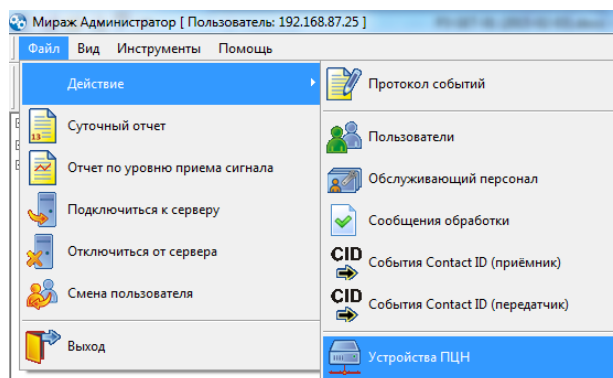 Мираж Администратор [ Пользователь: 192.168.87.25 ]
Файл Вид Инструменты Помощь
Действие
Суточный отчет
13
Отчет по уровню приема сигнала
Подключиться к серверу
Отключиться от сервера
Смена пользователя
Выход
Протокол событий
Пользователи
Обслуживающий персонал
Сообщения обработки
CID События Contact ID (приёмник)
CID События Contact ID (передатчик)
Устройства ПЦН